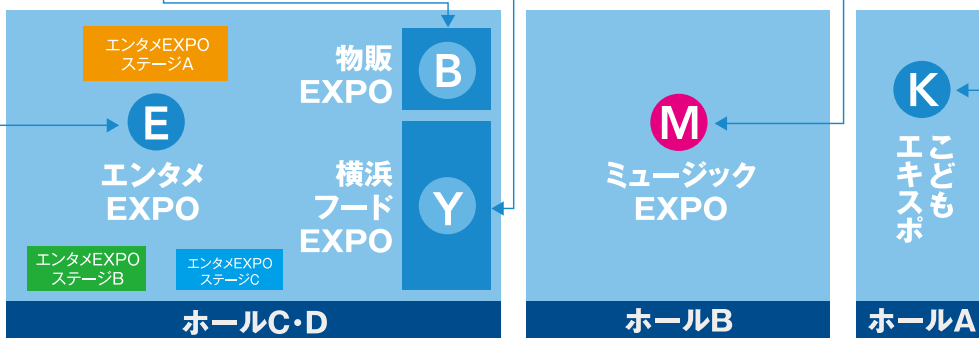 エンタメEXPO
ステージA
E
エンタメ
EXPO
エンタメEXPO
ステージB
エンタメEXPO
ステージC
物販
EXPO
B
横浜
フード
EXPO
Y
ホールC・D
M
ミュージック
EXPO
ホールB
K
こども
エキスポ
ホールA